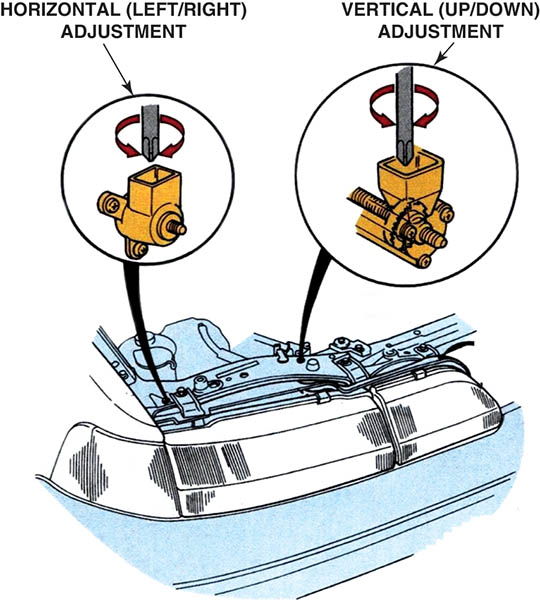 HORIZONTAL (LEFT/RIGHT)
ADJUSTMENT
VERTICAL (UP/DOWN)
ADJUSTMENT